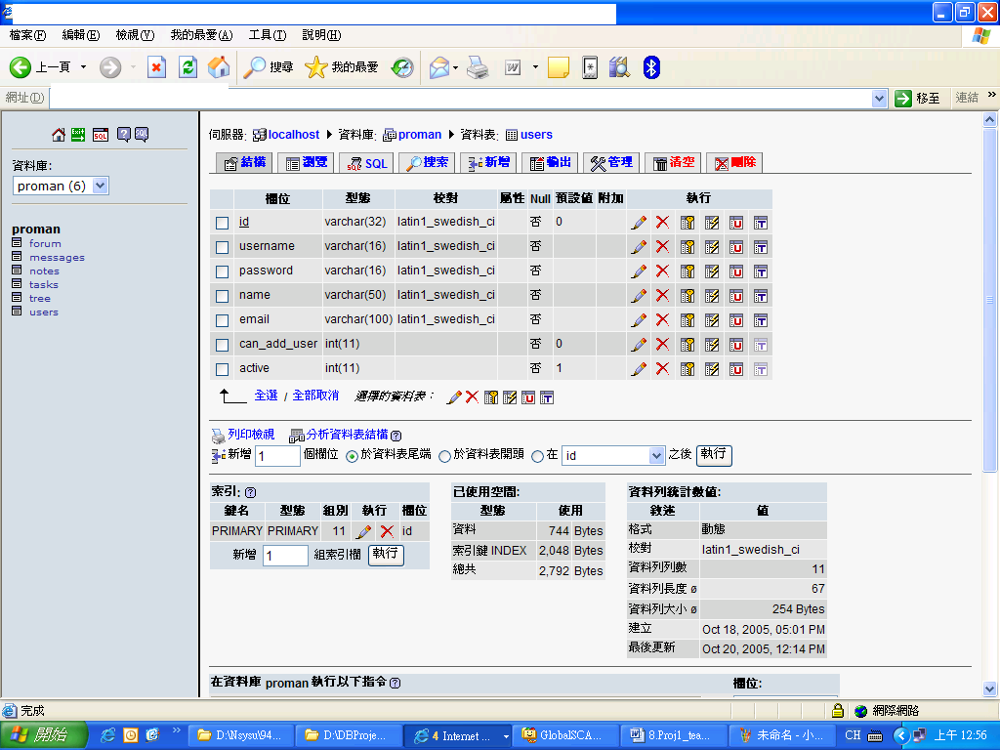 檔案(F) 編輯(E) 檢視(V) 我的最愛(A) 工具(T) 說明(H)
上一頁 搜尋 我的最愛
網址(D) 移至 連結 »
資料庫:
proman (6)
proman
forum
messages
notes
tasks
tree
users
伺服器: localhost 資料庫: proman 資料表: users
結構 瀏覽 SQL 搜索 新增 輸出 管理 清空 刪除
欄位 型態 校對 屬性 Null 預設值 附加 執行
id varchar(32) latin1_swedish_ci 否 0
username varchar(16) latin1_swedish_ci 否
password varchar(16) latin1_swedish_ci 否
name varchar(50) latin1_swedish_ci 否
email varchar(100) latin1_swedish_ci 否
can_add_user int(11) 否 0
active int(11) 否 1
全選 / 全部取消 選擇的資料表：
列印檢視 分析資料表結構
新增 1 個欄位 於資料表尾端 於資料表開頭 在 id 之後 執行
索引:
鍵名 型態 組別 執行 欄位
PRIMARY PRIMARY 11 id
新增 1 組索引欄 執行
已使用空間:
型態 使用
資料 744 Bytes
索引鍵 INDEX 2,048 Bytes
總共 2,792 Bytes
資料列統計數值:
敘述 值
格式 動態
校對 latin1_swedish_ci
資料列列數 11
資料列長度 ø 67
資料列大小 ø 254 Bytes
建立 Oct 18, 2005, 05:01 PM
最後更新 Oct 20, 2005, 12:14 PM
在資料庫 proman 執行以下指令
欄位:
完成 網際網路
開始 » D:\Nsysu\94... D:\DBProje... 4 Internet ... GlobalSCA... 8.Proj1_tea... 未命名 - 小... CH 上午 12:56